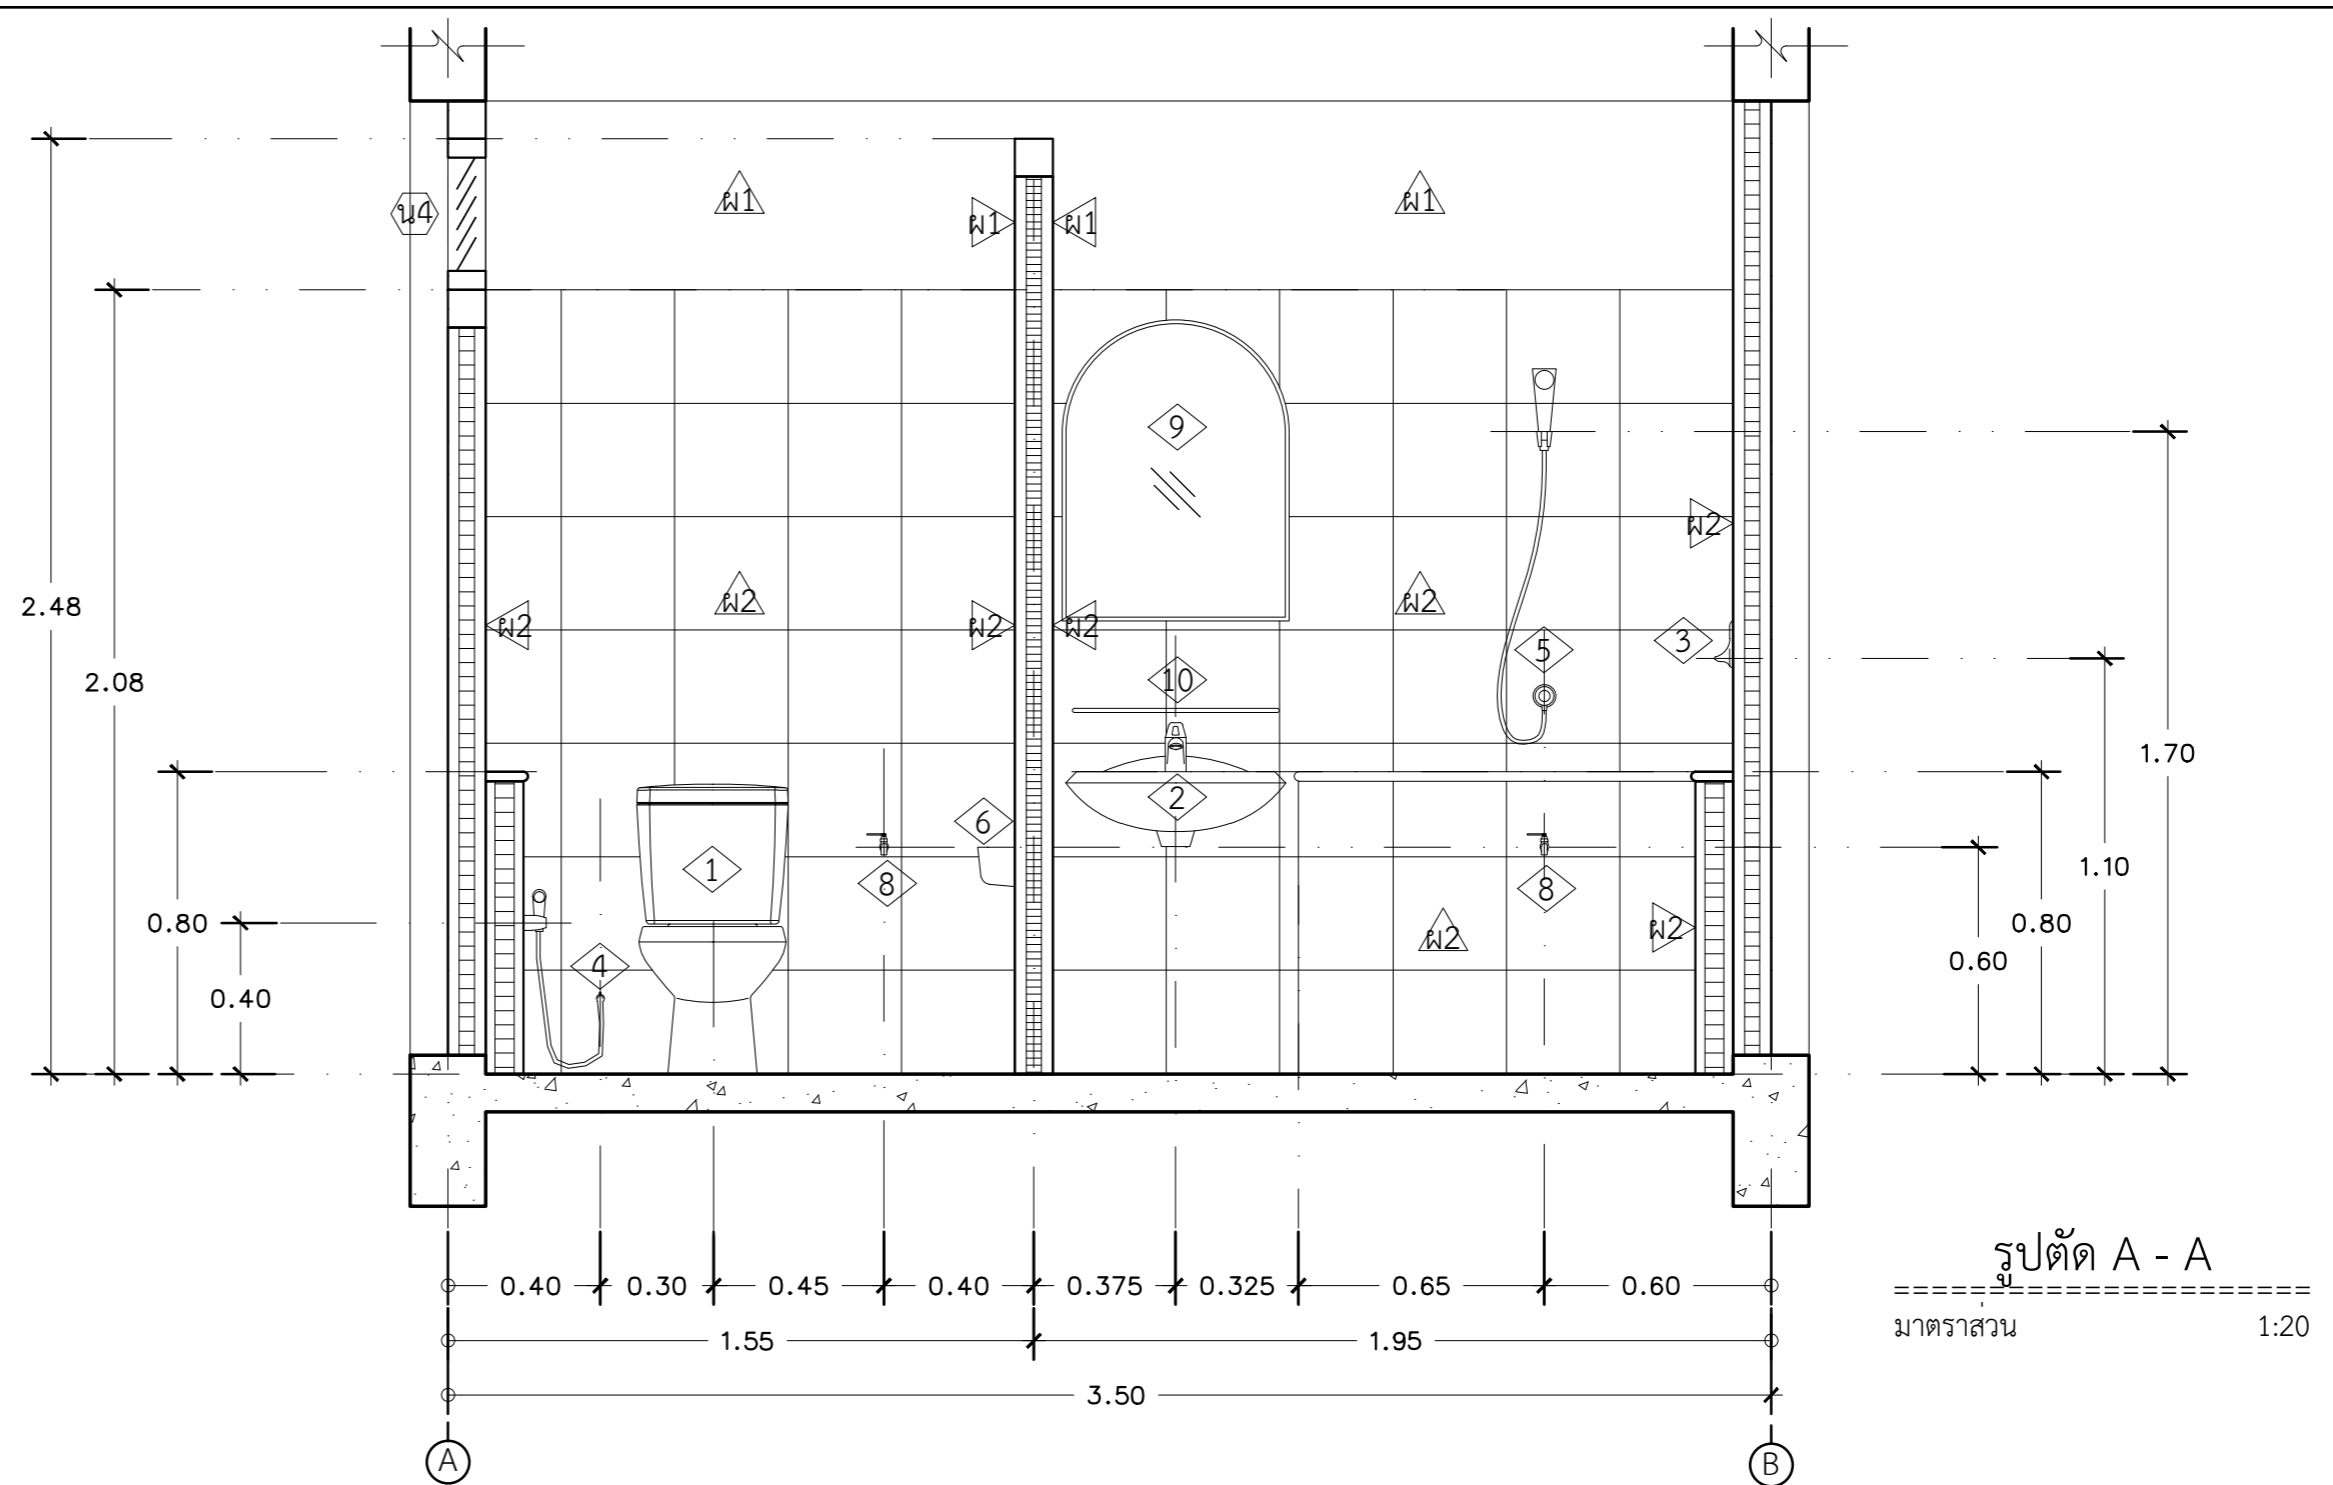 น4
ผ1
ผ1
ผ1
ผ1
9
ผ2
2.48
ผ2
ผ2
ผ2
ผ2
ผ2
5
3
2.08
10
1.70
2
6
1
8
8
1.10
0.80
ผ2
ผ2
0.80
4
0.60
0.40
รูปตัด A - A
======================
0.40 0.30 0.45 0.40 0.375 0.325 0.65 0.60
มาตราส่วน 1:20
1.55 1.95
3.50
A B